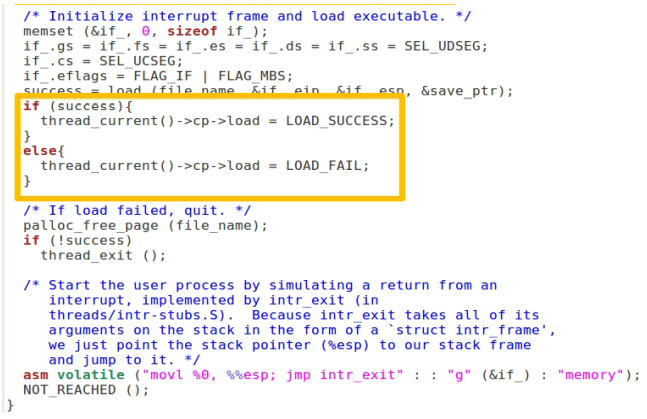 /* Initialize interrupt frame and load executable. */
memset (&if_, 0, sizeof if_);
if_.gs = if_.fs = if_.es = if_.ds = if_.ss = SEL_UDSEG;
if_.cs = SEL_UCSEG;
if_.eflags = FLAG_IF | FLAG_MBS;
success = load (file_name, &if_.eip, &if_.esp, &save_ptr);
if (success){
thread_current()->cp->load = LOAD_SUCCESS;
}
else{
thread_current()->cp->load = LOAD_FAIL;
}
/* If load failed, quit. */
palloc_free_page (file_name);
if (!success)
thread_exit ();
/* Start the user process by simulating a return from an
interrupt, implemented by intr_exit (in
threads/intr-stubs.S).  Because intr_exit takes all of its
arguments on the stack in the form of a `struct intr_frame',
we just point the stack pointer (%esp) to our stack frame
and jump to it. */
asm volatile ("movl %0, %%esp; jmp intr_exit" : : "g" (&if_) : "memory");
NOT_REACHED ();
}